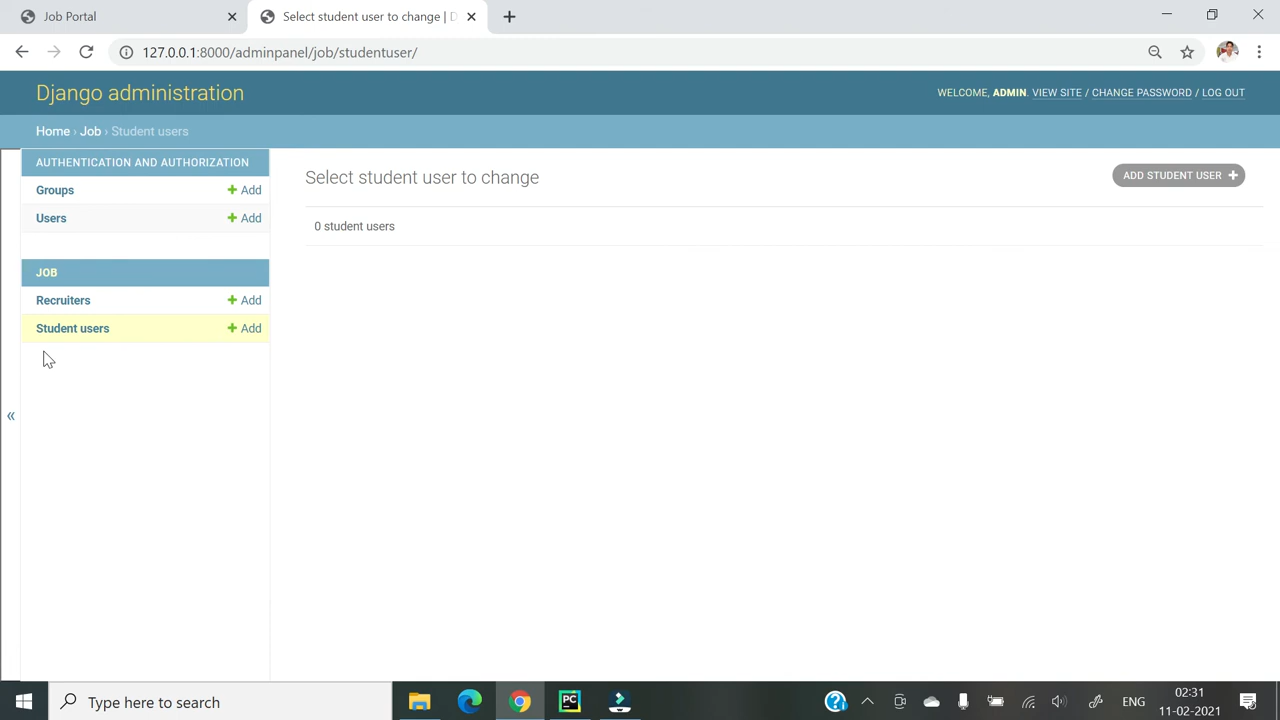 Job Portal
Select student user to change | D
127.0.0.1:8000/adminpanel/job/studentuser/
Django administration
WELCOME, ADMIN. VIEW SITE / CHANGE PASSWORD / LOG OUT
Home › Job › Student users
AUTHENTICATION AND AUTHORIZATION
Groups + Add
Users + Add
JOB
Recruiters + Add
Student users + Add
«
Select student user to change
ADD STUDENT USER +
0 student users
Type here to search
PC
ENG
02:31
11-02-2021